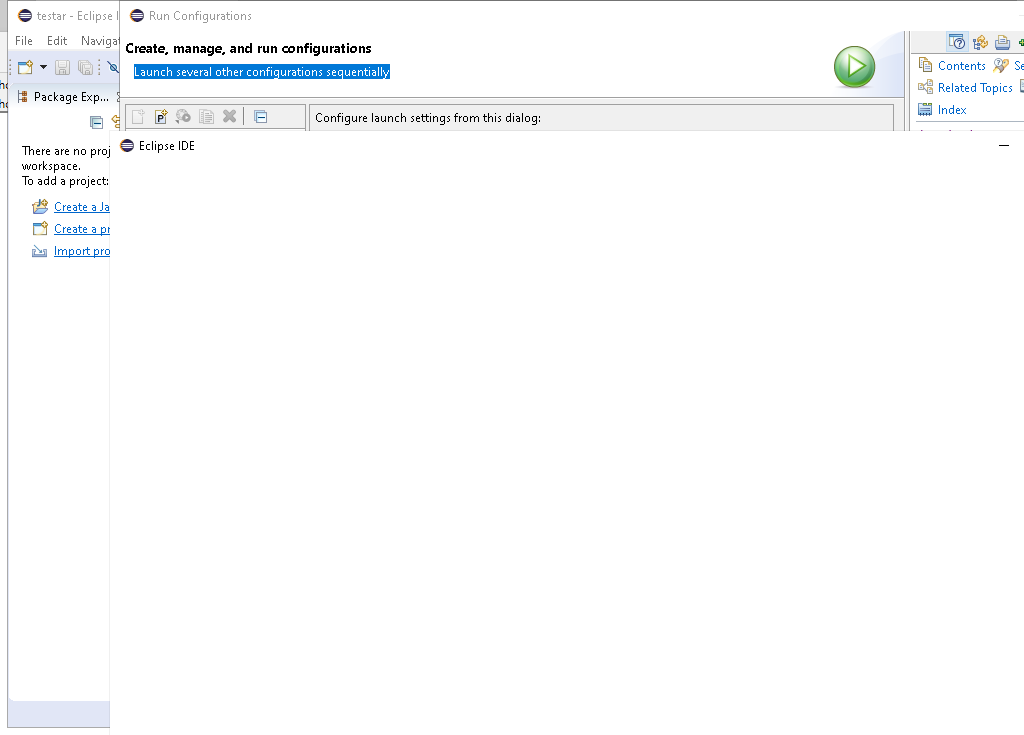 testar - Eclipse
Run Configurations
File Edit Navigat
Create, manage, and run configurations
Launch several other configurations sequentially
Contents
Se
Package Exp...
Related Topics
Configure launch settings from this dialog:
Index
Eclipse IDE
There are no proj
workspace.
To add a project:
Create a Ja
Create a pr
Import pro